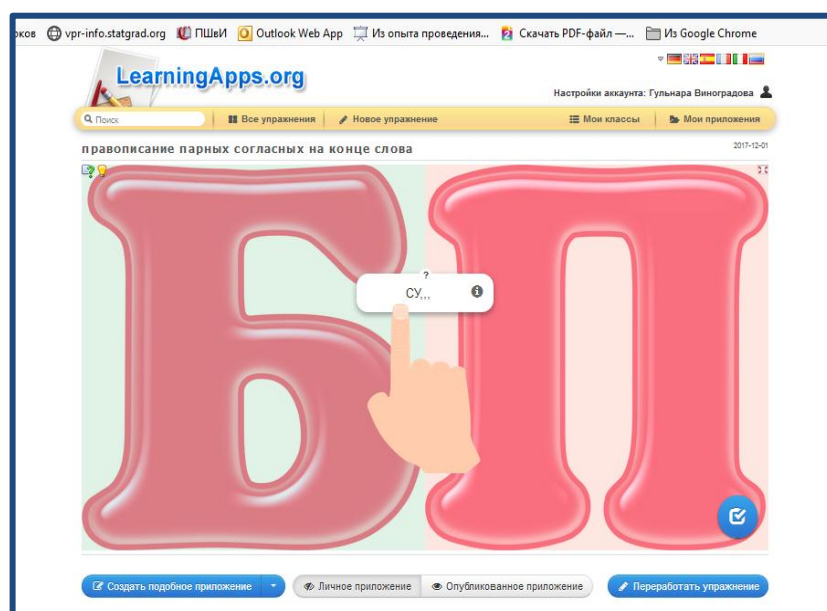 оков vpr-info.statgrad.org ПШвИ Outlook Web App Из опыта проведения... Скачать PDF-файл —... Из Google Chrome
LearningApps.org
Настройки аккаунта: Гульнара Виноградова
Поиск Все упражнения Новое упражнение Мои классы Мои приложения
правописание парных согласных на конце слова 2017-12-01
Б П
?
СУ,,,
Создать подобное приложение Личное приложение Опубликованное приложение Переработать упражнение